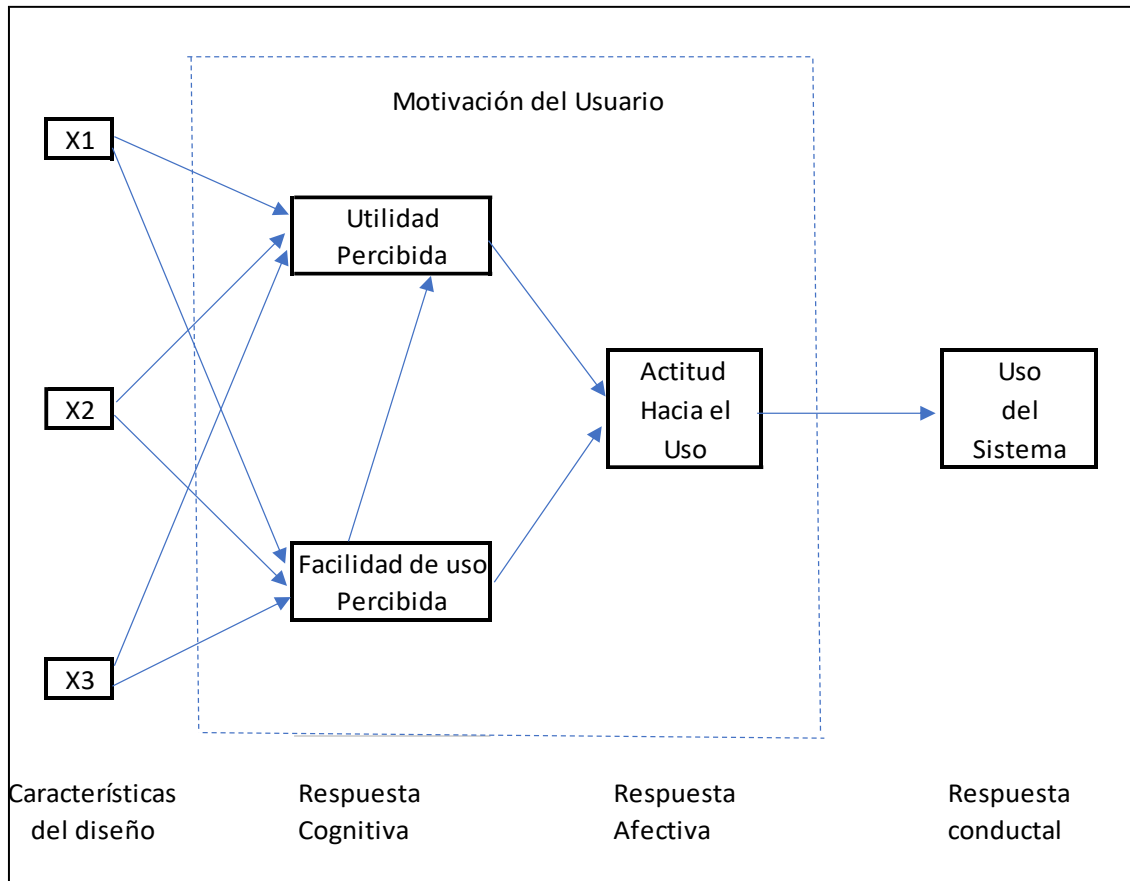 Motivación del Usuario
X1
Utilidad
Percibida
X2
Actitud
Hacia el
Uso
Uso
del
Sistema
Facilidad de uso
Percibida
X3
Característicias
del diseño
Respuesta
Cognitiva
Respuesta
Afectiva
Respuesta
conductal